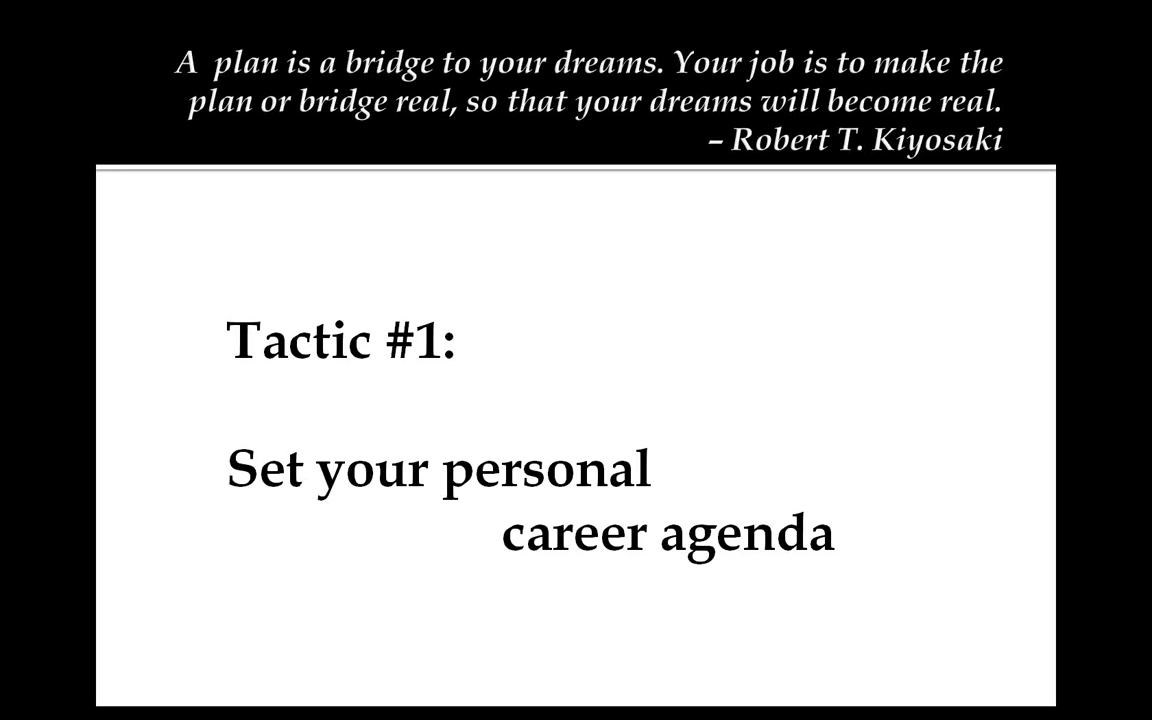 A plan is a bridge to your dreams. Your job is to make the
plan or bridge real, so that your dreams will become real.
– Robert T. Kiyosaki
Tactic #1:
Set your personal
career agenda